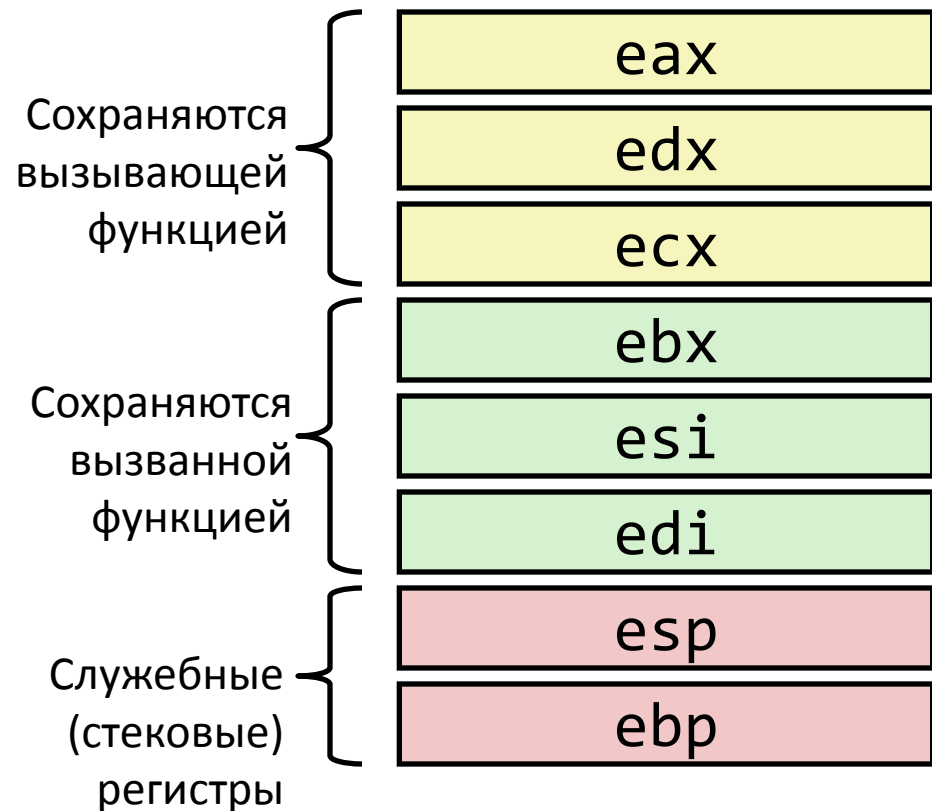 Сохраняются
вызывающей
функцией
eax
edx
ecx
Сохраняются
вызванной
функцией
ebx
esi
edi
Служебные
(стековые)
регистры
esp
ebp